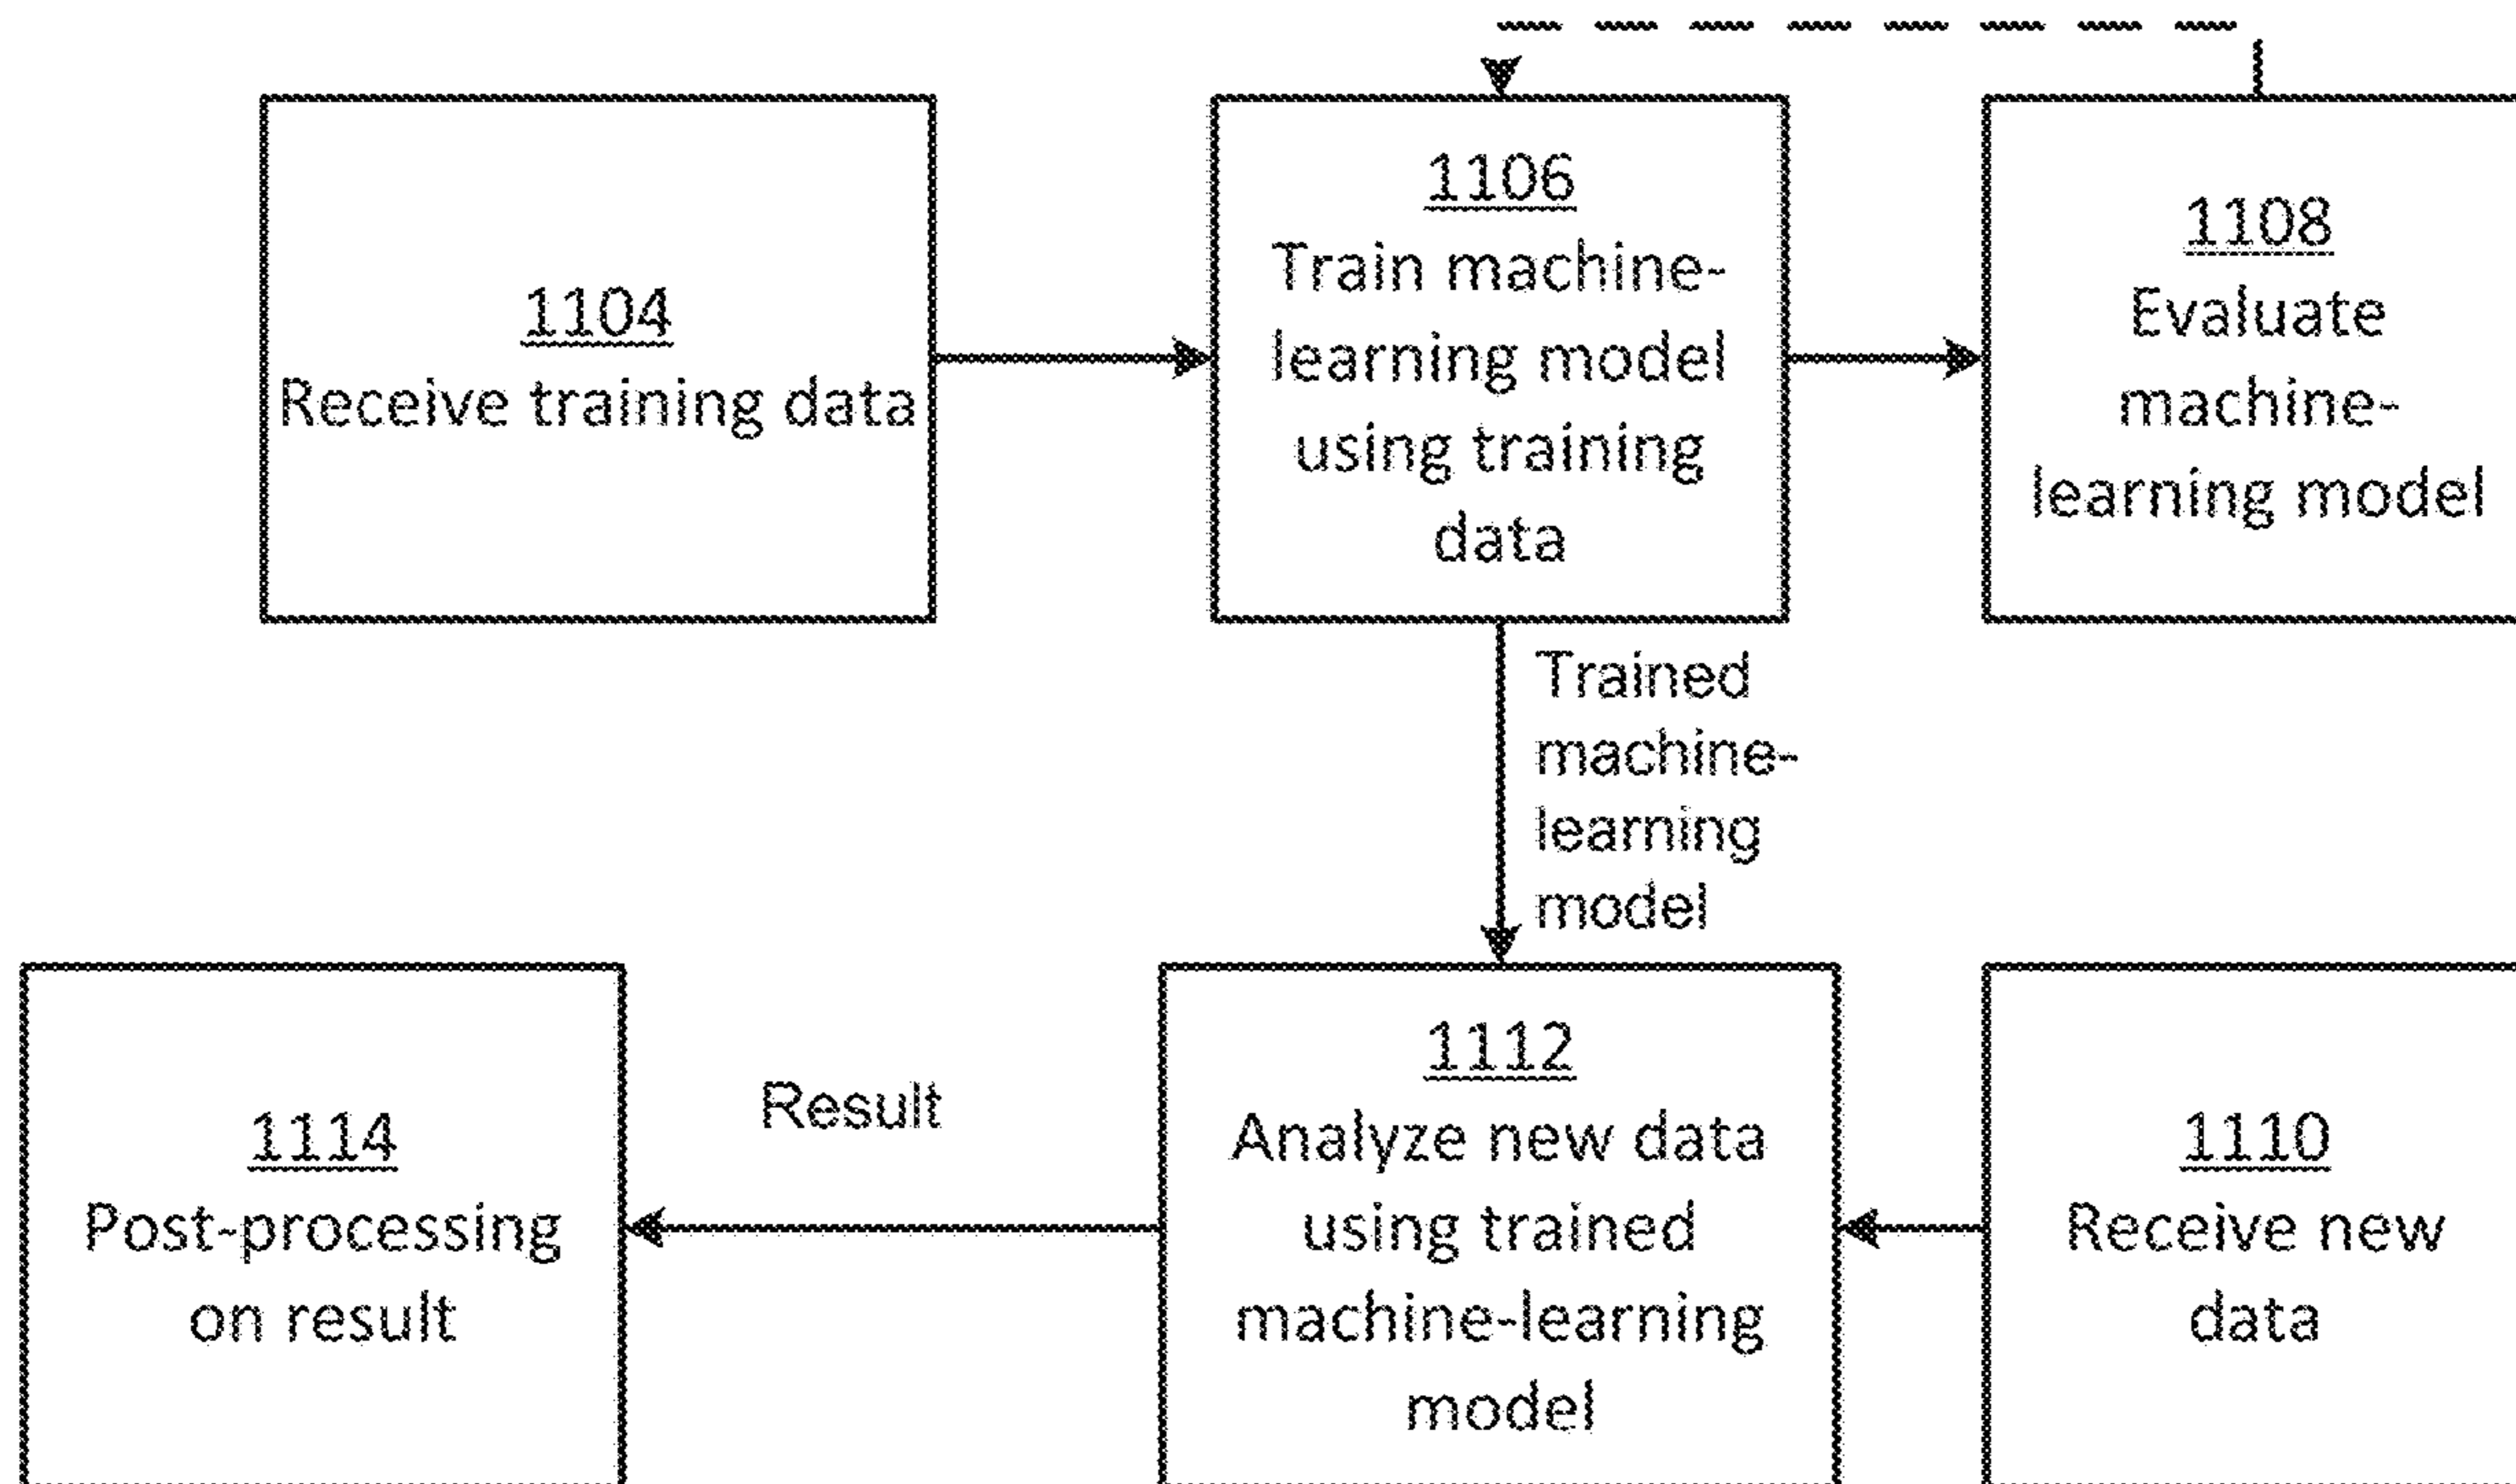 1104
Receive training data
1106
Train machine-
learning model
using training
data
1108
Evaluate
machine-
learning model
Trained
machine-
learning
model
1114
Post-processing
on result
Result
1112
Analyze new data
using trained
machine-learning
model
1110
Receive new
data